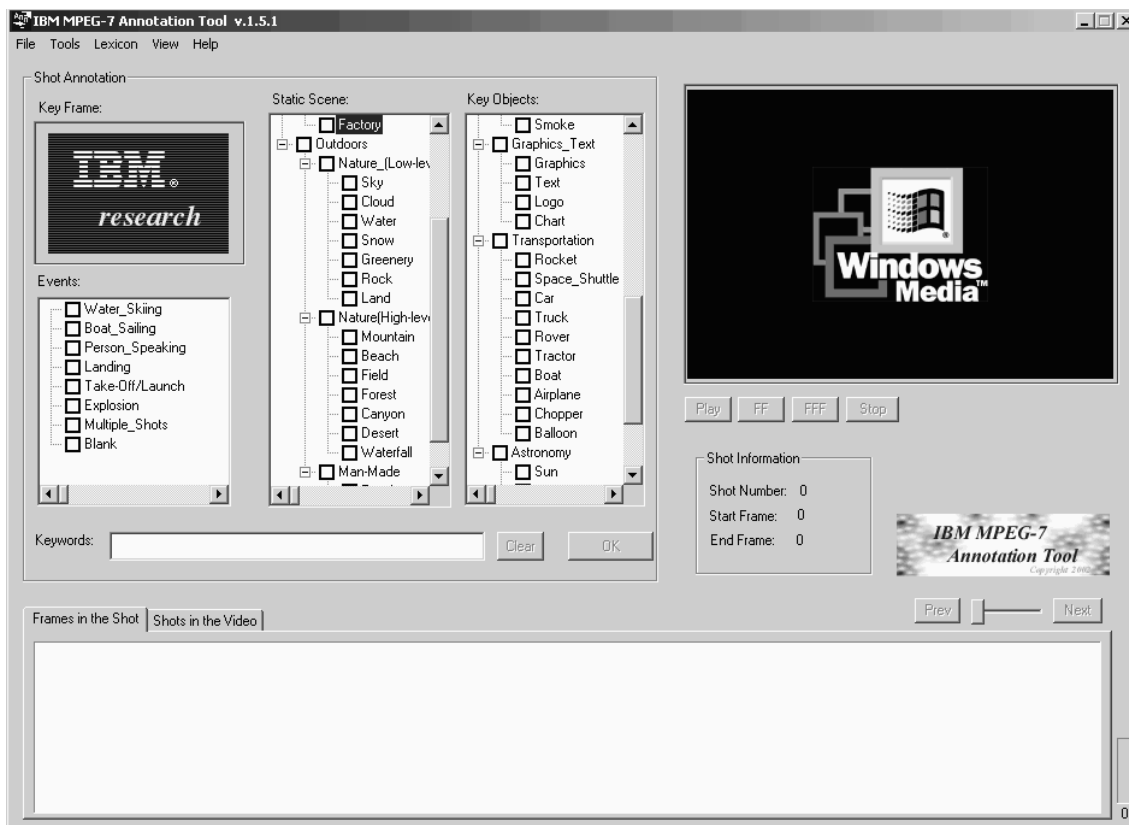 IBM MPEG-7 Annotation Tool v.1.5.1
File Tools Lexicon View Help
Shot Annotation
Key Frame:
IBM®
research
Events:
Water_Skiing
Boat_Sailing
Person_Speaking
Landing
Take-Off/Launch
Explosion
Multiple_Shots
Blank
Static Scene:
Factory
Outdoors
Nature_(Low-lev
Sky
Cloud
Water
Snow
Greenery
Rock
Land
Nature(High-leve
Mountain
Beach
Field
Forest
Canyon
Desert
Waterfall
Man-Made
Key Objects:
Smoke
Graphics_Text
Graphics
Text
Logo
Chart
Transportation
Rocket
Space_Shuttle
Car
Truck
Rover
Tractor
Boat
Airplane
Chopper
Balloon
Astronomy
Sun
Keywords:
Clear OK
Windows
Media™
Play FF FFF Stop
Shot Information
Shot Number: 0
Start Frame: 0
End Frame: 0
IBM MPEG-7
Annotation Tool
Copyright 2002
Prev Next
Frames in the Shot Shots in the Video
0